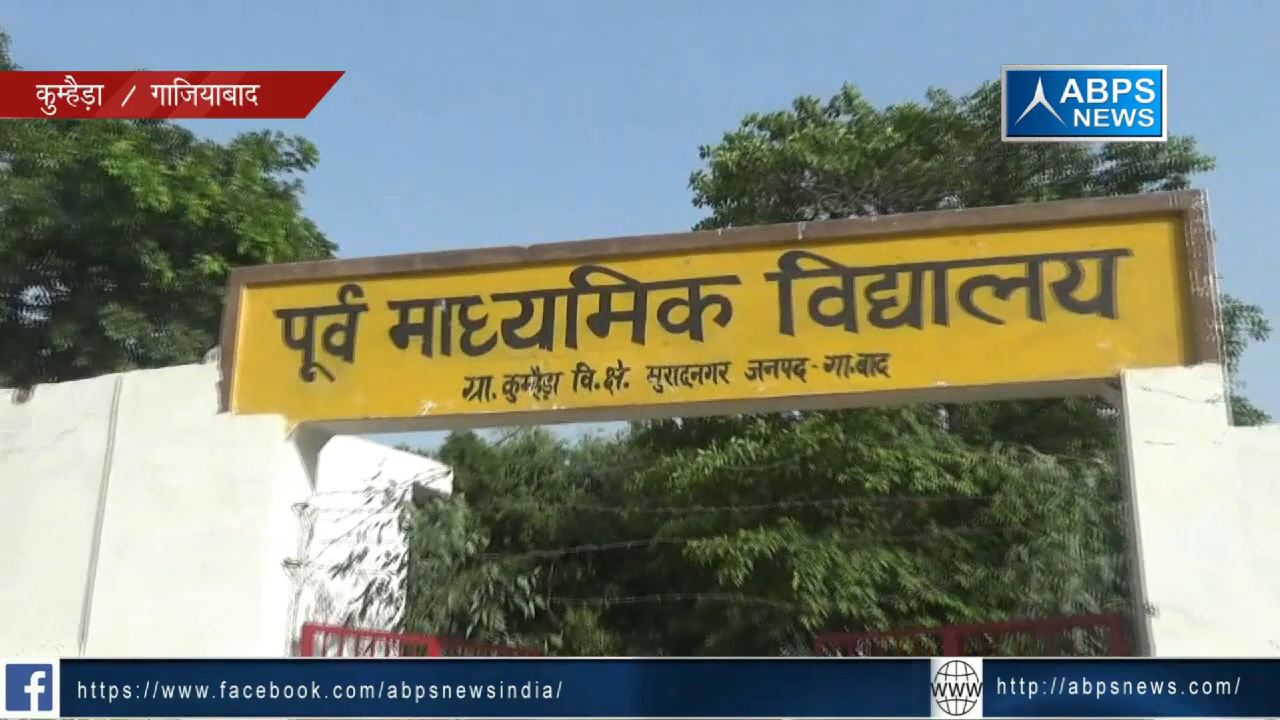 कुम्हैड़ा / गाजियाबाद
ABPS
NEWS
पूर्व माध्यमिक विद्यालय
ग्रा. कुम्हैड़ा वि.क्षे. मुरादनगर जनपद-गा.बाद
https://www.facebook.com/abpsnewsindia/
www
http://abpsnews.com/